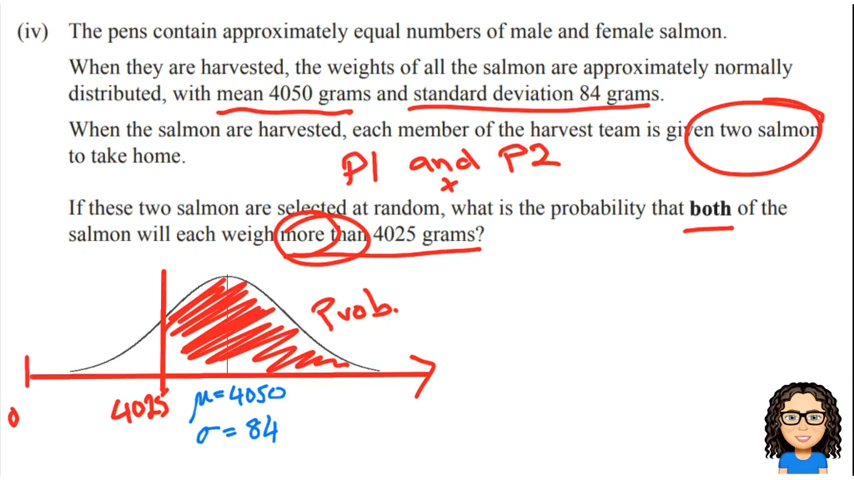 (iv) The pens contain approximately equal numbers of male and female salmon.
When they are harvested, the weights of all the salmon are approximately normally
distributed, with mean 4050 grams and standard deviation 84 grams.
When the salmon are harvested, each member of the harvest team is given two salmon
to take home.
P1 and P2
x
If these two salmon are selected at random, what is the probability that both of the
salmon will each weigh more than 4025 grams?
Prob.
0
4025
μ=4050
σ=84